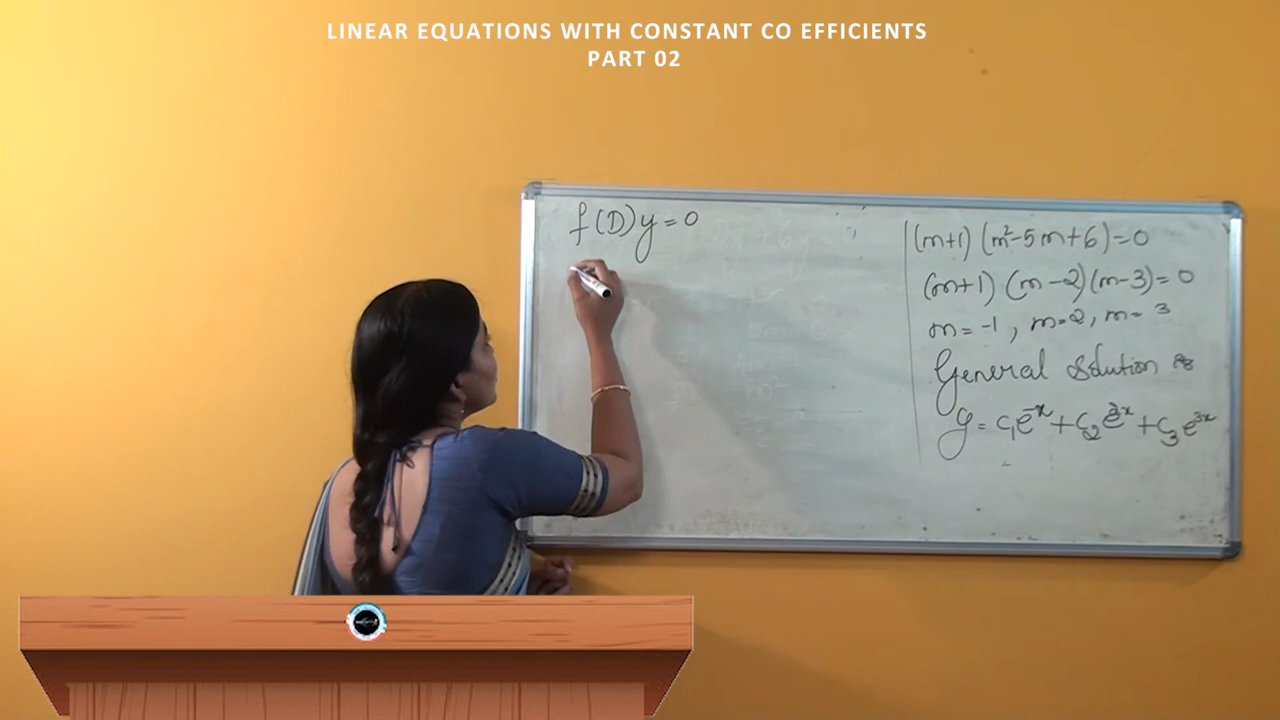 LINEAR EQUATIONS WITH CONSTANT CO EFFICIENTS
PART 02
f(D)y=0
(m+1) (m²-5m+6)=0
(m+1) (m-2)(m-3)=0
m=-1, m=2, m=3
General Solution is
y = c₁e⁻ˣ+c₂e²ˣ+c₃e³ˣ